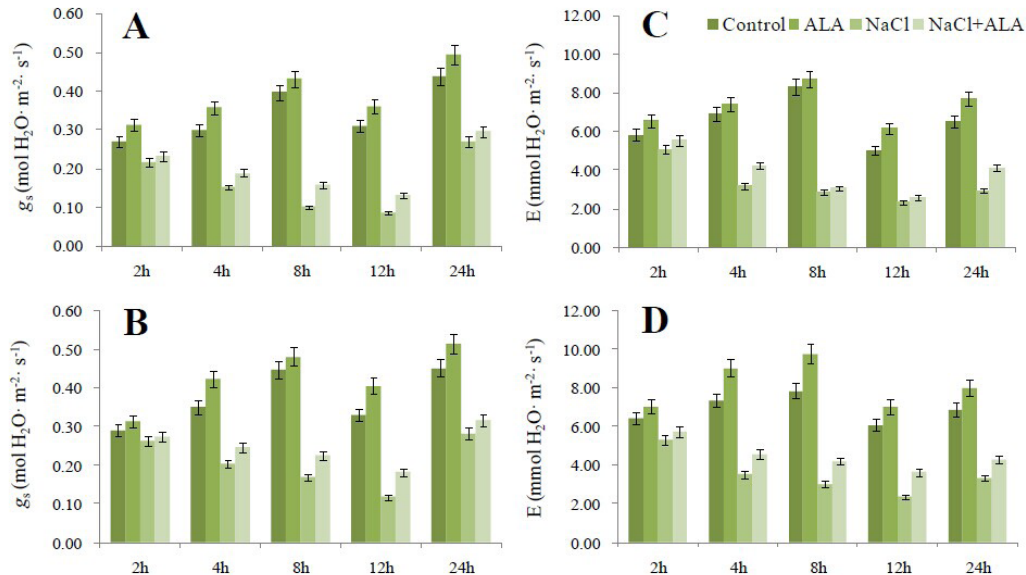 A
gs (mol H2O· m-2· s-1)
0.60
0.50
0.40
0.30
0.20
0.10
0.00
2h 4h 8h 12h 24h
C
Control ALA NaCl NaCl+ALA
E (mmol H2O· m-2· s-1)
12.00
10.00
8.00
6.00
4.00
2.00
0.00
2h 4h 8h 12h 24h
B
gs (mol H2O· m-2· s-1)
0.60
0.50
0.40
0.30
0.20
0.10
0.00
2h 4h 8h 12h 24h
D
E (mmol H2O· m-2· s-1)
12.00
10.00
8.00
6.00
4.00
2.00
0.00
2h 4h 8h 12h 24h